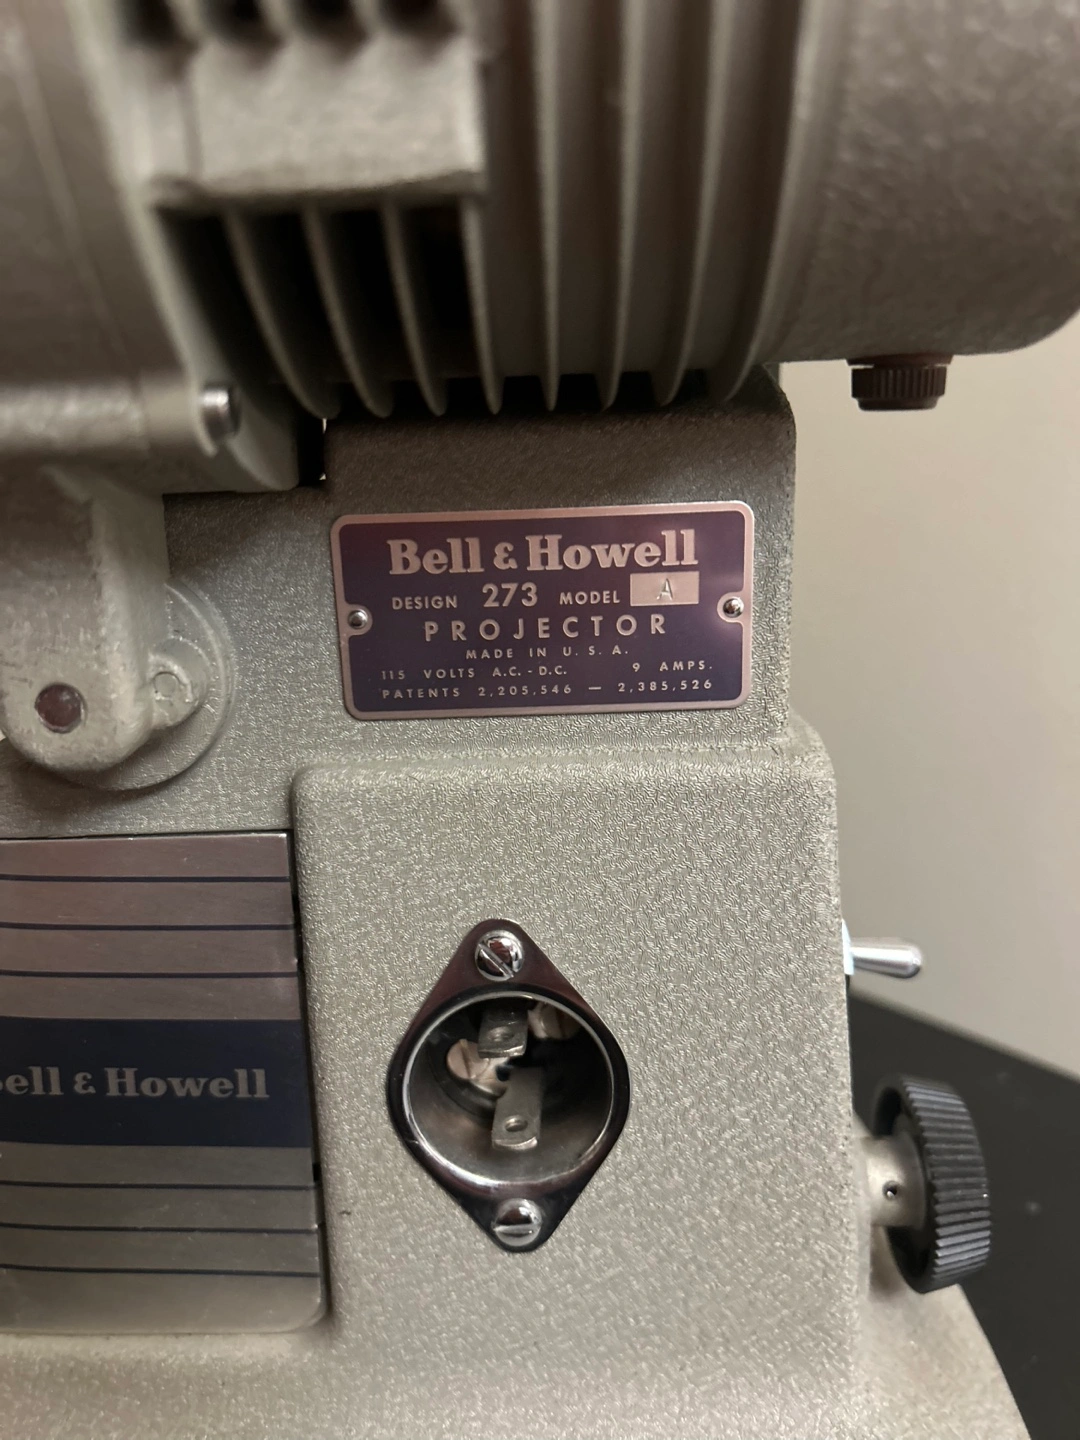 Bell & Howell
DESIGN 273 MODEL A
PROJECTOR
MADE IN U.S.A.
115 VOLTS A.C.-D.C. 9 AMPS.
PATENTS 2,205,546 — 2,385,526
ell & Howell